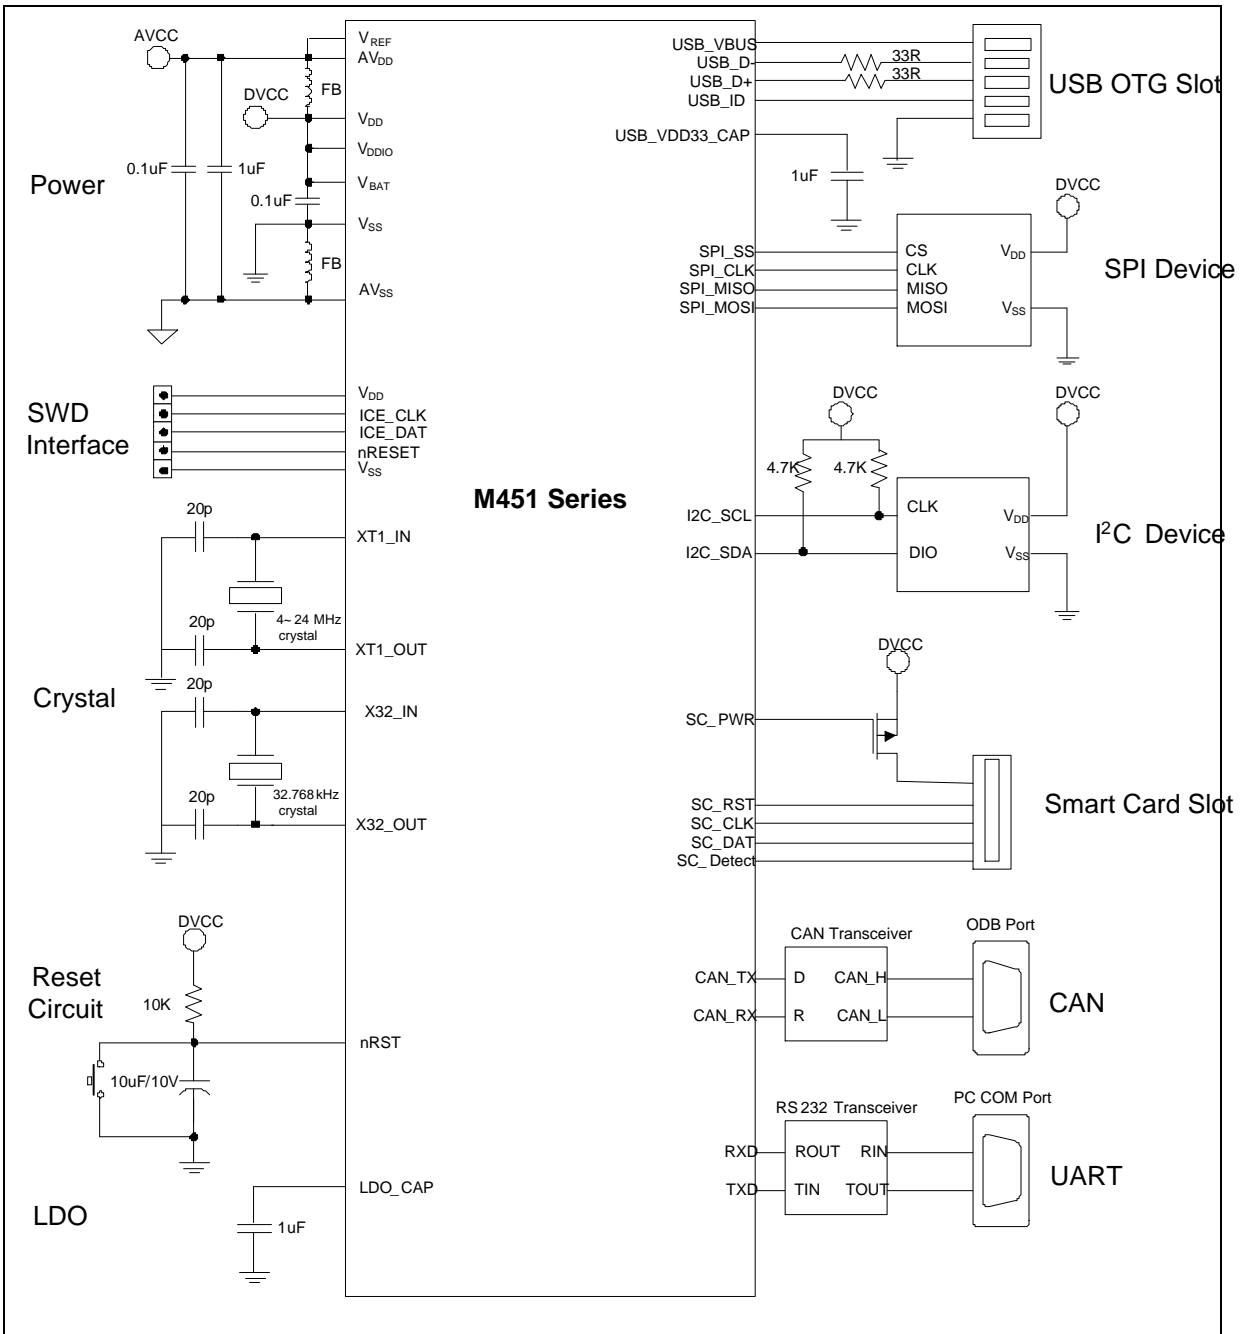 AVCC
VREF
AVDD
FB
DVCC
VDD
VDDIO
0.1uF
1uF
Power
VBAT
0.1uF
VSS
FB
AVSS
SWD
Interface
VDD
ICE_CLK
ICE_DAT
nRESET
VSS
M451 Series
20p
XT1_IN
4~24 MHz
crystal
20p
XT1_OUT
Crystal
20p
X32_IN
32.768kHz
crystal
20p
X32_OUT
DVCC
Reset
Circuit
10K
nRST
10uF/10V
LDO_CAP
LDO
1uF
USB_VBUS
USB_D-
33R
USB_D+
33R
USB_ID
USB OTG Slot
USB_VDD33_CAP
1uF
DVCC
SPI_SS
CS
VDD
SPI_CLK
CLK
SPI_MISO
MISO
SPI_MOSI
MOSI
VSS
SPI Device
DVCC
DVCC
4.7K
4.7K
I2C_SCL
CLK
VDD
I2C_SDA
DIO
VSS
I²C Device
DVCC
SC_PWR
SC_RST
SC_CLK
SC_DAT
SC_Detect
Smart Card Slot
CAN Transceiver
ODB Port
CAN_TX
D
CAN_H
CAN_RX
R
CAN_L
CAN
RS232 Transceiver
PC COM Port
RXD
ROUT
RIN
TXD
TIN
TOUT
UART